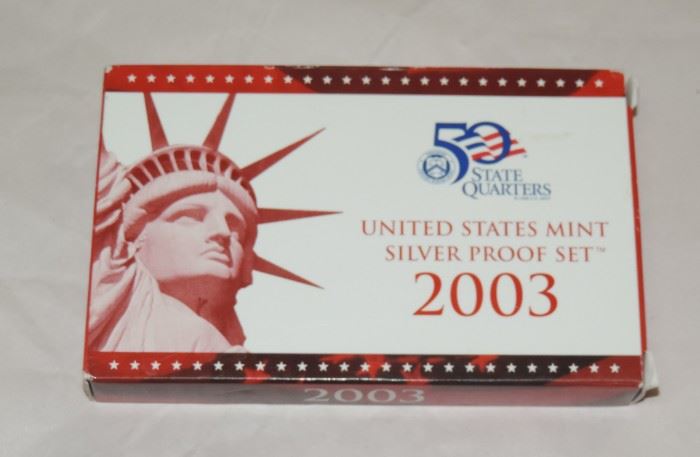 50
STATE
QUARTERS
UNITED STATES MINT
SILVER PROOF SET™
2003
2003